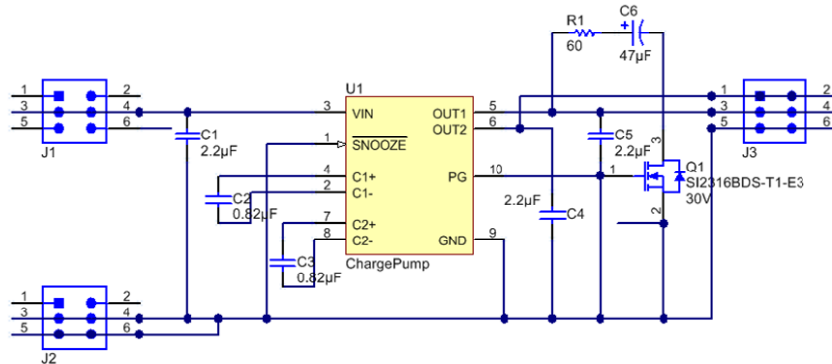 C6
R1
+
60
47µF
U1
1 2
3 4
5 6
J1
3 VIN
1 SNOOZE
4 C1+
2 C1-
7 C2+
8 C2-
OUT1 5
OUT2 6
PG 10
GND 9
ChargePump
C1
2.2µF
C2
0.82µF
C3
0.82µF
C5
2.2µF
2.2µF
C4
3
1
2
Q1
SI2316BDS-T1-E3
30V
1 2
3 4
5 6
J3
1 2
3 4
5 6
J2